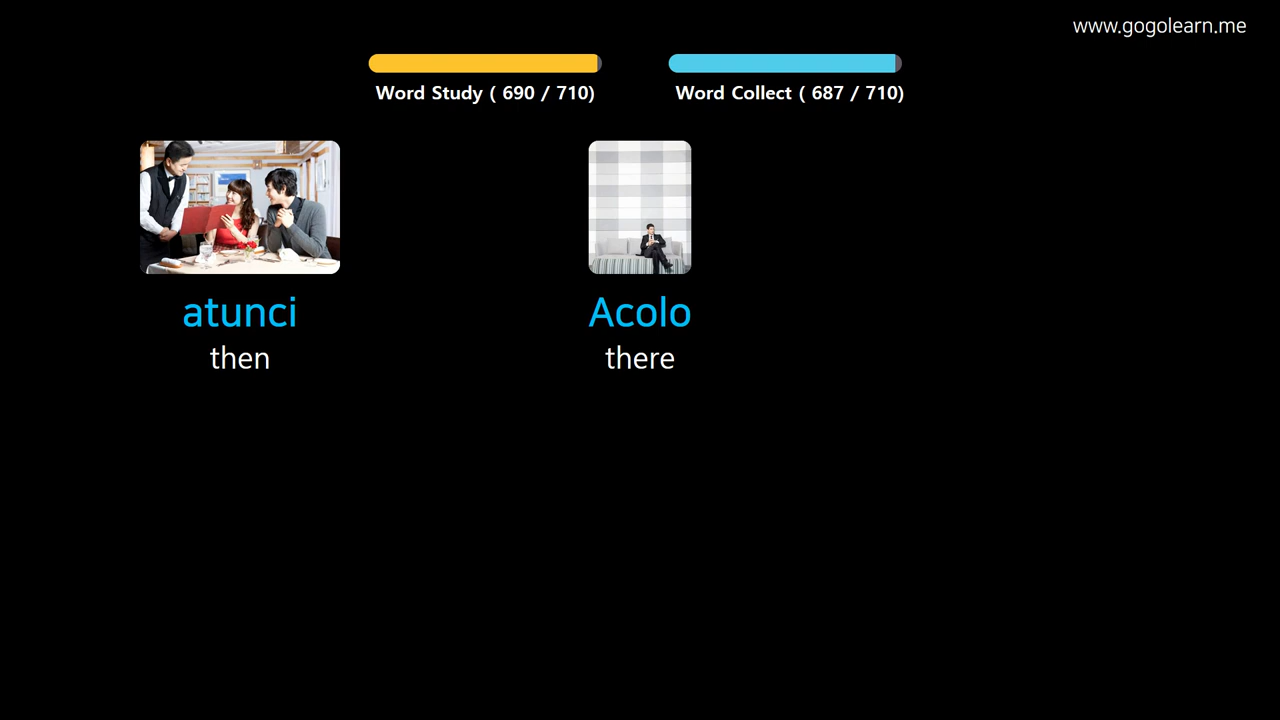 www.gogolearn.me
Word Study ( 690 / 710)
Word Collect ( 687 / 710)
atunci
then
Acolo
there